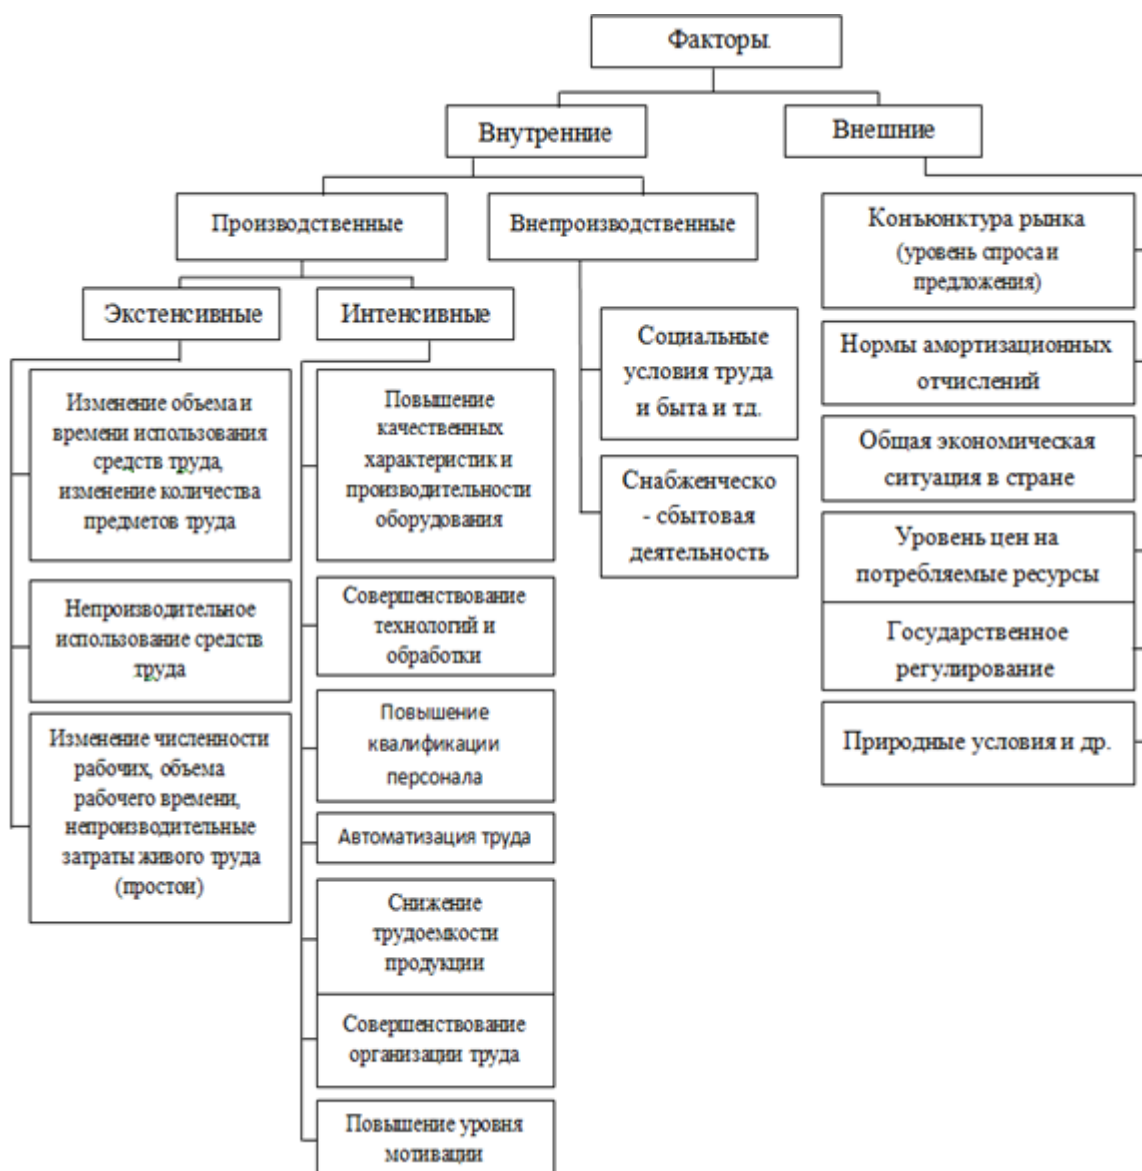 Факторы
Внутренние
Внешние
Производственные
Внепроизводственные
Экстенсивные
Интенсивные
Изменение объема и
времени использования
средств труда,
изменение количества
предметов труда
Непроизводительное
использование средств
труда
Изменение численности
рабочих, объема
рабочего времени,
непроизводительные
затраты живого труда
(простои)
Повышение
качественных
характеристик и
производительности
оборудования
Совершенствование
технологий и
обработки
Повышение
квалификации
персонала
Автоматизация труда
Снижение
трудоемкости
продукции
Совершенствование
организации труда
Повышение уровня
мотивации
Социальные
условия труда
и быта и т.д.
Снабженческо
- сбытовая
деятельность
Конъюнктура рынка
(уровень спроса и
предложения)
Нормы амортизационных
отчислений
Общая экономическая
ситуация в стране
Уровень цен на
потребляемые ресурсы
Государственное
регулирование
Природные условия и др.